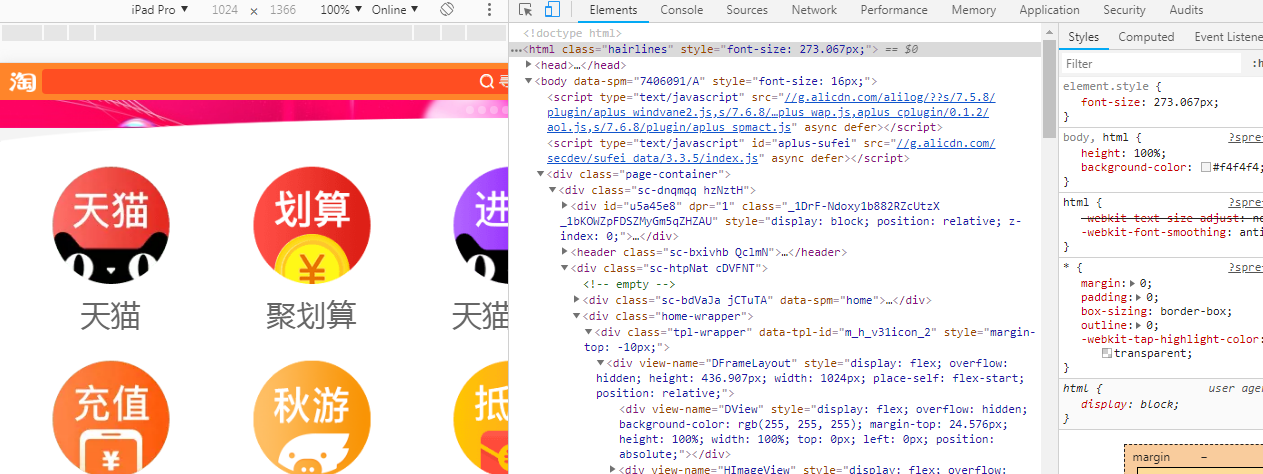 iPad Pro ▼ 1024 × 1366 100% ▼ Online ▼
Elements Console Sources Network Performance Memory Application Security Audits
淘
天猫 划算 进
天猫 聚划算 天猫
充值 秋游 抵
¥
<!doctype html>
<html class="hairlines" style="font-size: 273.067px;"> == $0
<head>…</head>
<body data-spm="7406091/A" style="font-size: 16px;">
<script type="text/javascript" src="//g.alicdn.com/alilog/??s/7.5.8/
plugin/aplus_windvane2.js,s/7.6.8/…plus_wap.js,aplus_cplugin/0.1.2/
aol.js,s/7.6.8/plugin/aplus_spmact.js" async defer></script>
<script type="text/javascript" id="aplus-sufei" src="//g.alicdn.com/
secdev/sufei_data/3.3.5/index.js" async defer></script>
<div class="page-container">
<div class="sc-dnqmqq hzNztH">
<div id="u5a45e8" dpr="1" class="_1DrF-Ndoxy1b882RZcUtzX
_1bKOWZpFDSZMyGm5qZHZAU" style="display: block; position: relative; z-
index: 0;">…</div>
<header class="sc-bxivhb QclmN">…</header>
<div class="sc-htpNat cDVFNT">
<!-- empty -->
<div class="sc-bdVaJa jCTuTA" data-spm="home">…</div>
<div class="home-wrapper">
<div class="tpl-wrapper" data-tpl-id="m_h_v31icon_2" style="margin-
top: -10px;">
<div view-name="DFrameLayout" style="display: flex; overflow:
hidden; height: 436.907px; width: 1024px; place-self: flex-start;
position: relative;">
<div view-name="DView" style="display: flex; overflow: hidden;
background-color: rgb(255, 255, 255); margin-top: 24.576px;
height: 100%; width: 100%; top: 0px; left: 0px; position:
absolute;"></div>
<div view-name="HImageView" style="display: flex; overflow:
Styles Computed Event Listene
Filter :h
element.style {
font-size: 273.067px;
}
body, html { ?spre
height: 100%;
background-color: #f4f4f4;
}
html { ?spre
-webkit-text-size-adjust: no
-webkit-font-smoothing: anti
}
* { ?spre
margin: 0;
padding: 0;
box-sizing: border-box;
outline: 0;
-webkit-tap-highlight-color:
transparent;
}
html { user age
display: block;
}
margin –